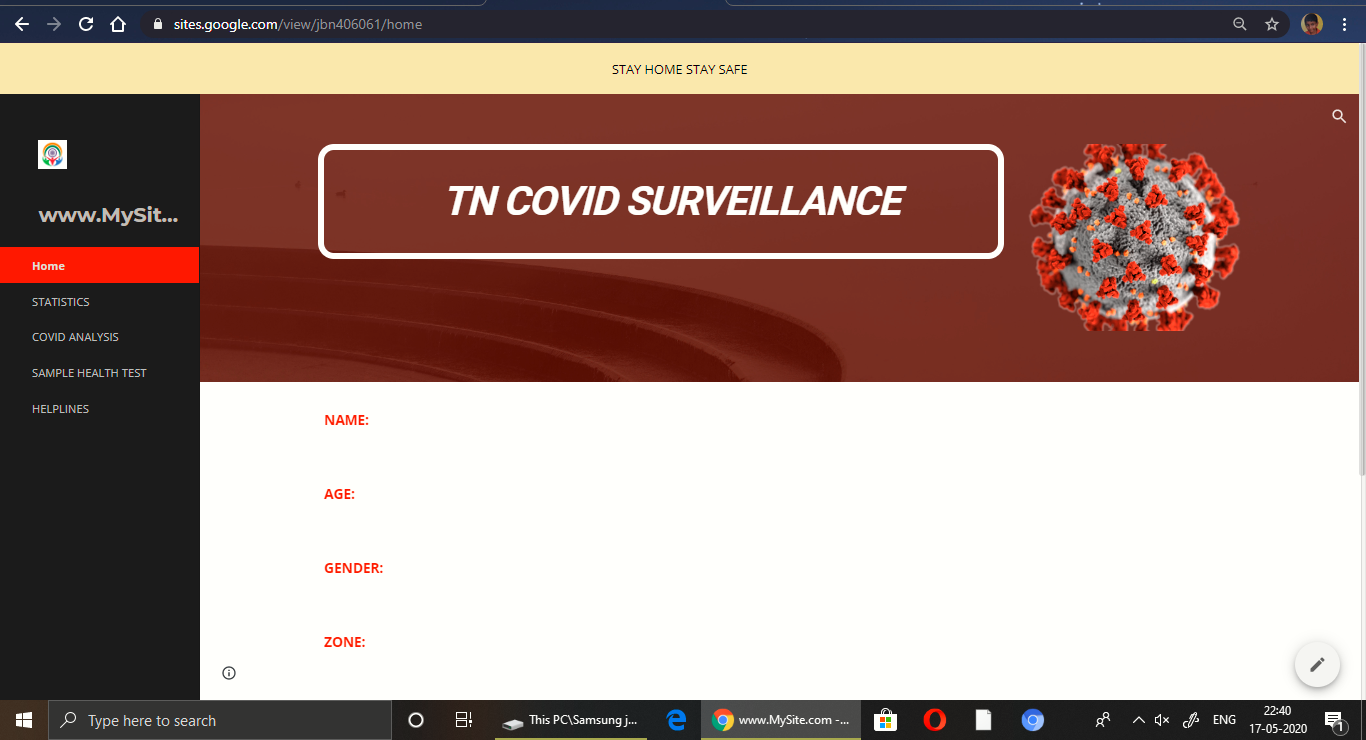 sites.google.com/view/jbn406061/home
STAY HOME STAY SAFE
www.MySit...
Home
STATISTICS
COVID ANALYSIS
SAMPLE HEALTH TEST
HELPLINES
TN COVID SURVEILLANCE
NAME:
AGE:
GENDER:
ZONE:
Type here to search
This PC\Samsung j...
www.MySite.com -...
ENG
22:40
17-05-2020
1